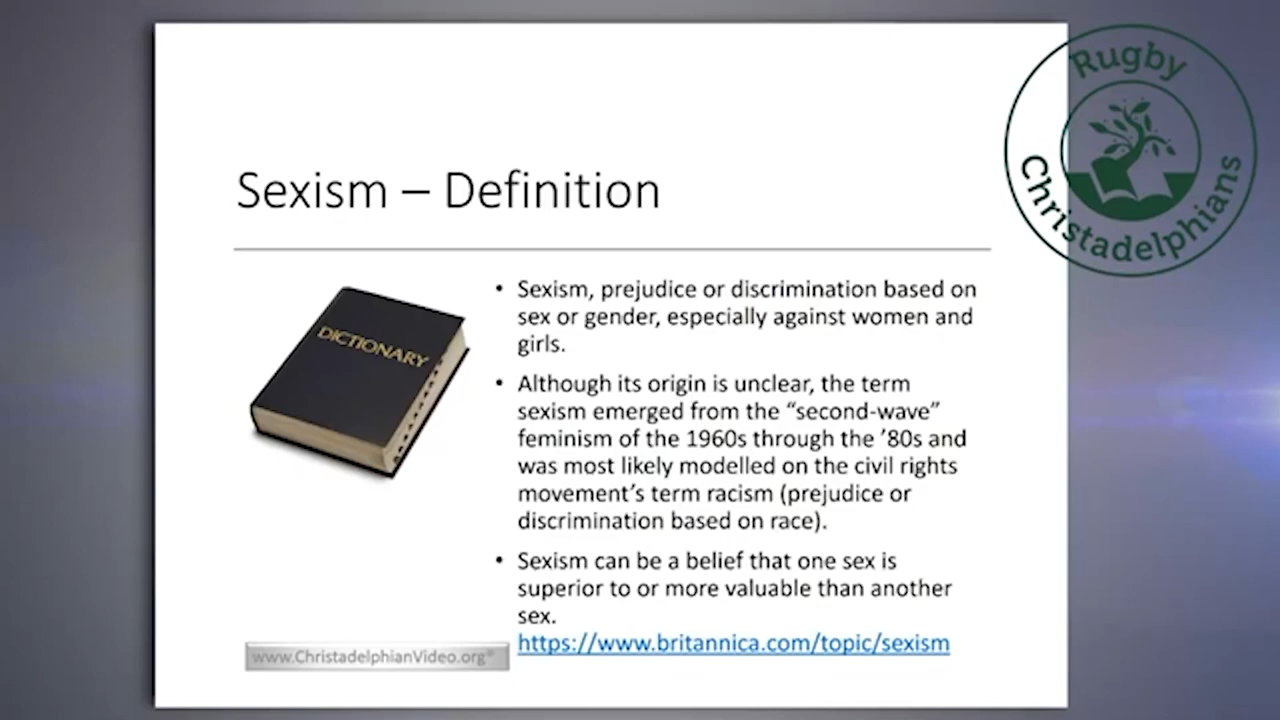 Rugby
Christadelphians
Sexism – Definition
DICTIONARY
• Sexism, prejudice or discrimination based on
sex or gender, especially against women and
girls.
• Although its origin is unclear, the term
sexism emerged from the “second-wave”
feminism of the 1960s through the ’80s and
was most likely modelled on the civil rights
movement’s term racism (prejudice or
discrimination based on race).
• Sexism can be a belief that one sex is
superior to or more valuable than another
sex.
https://www.britannica.com/topic/sexism
www.ChristadelphianVideo.org®